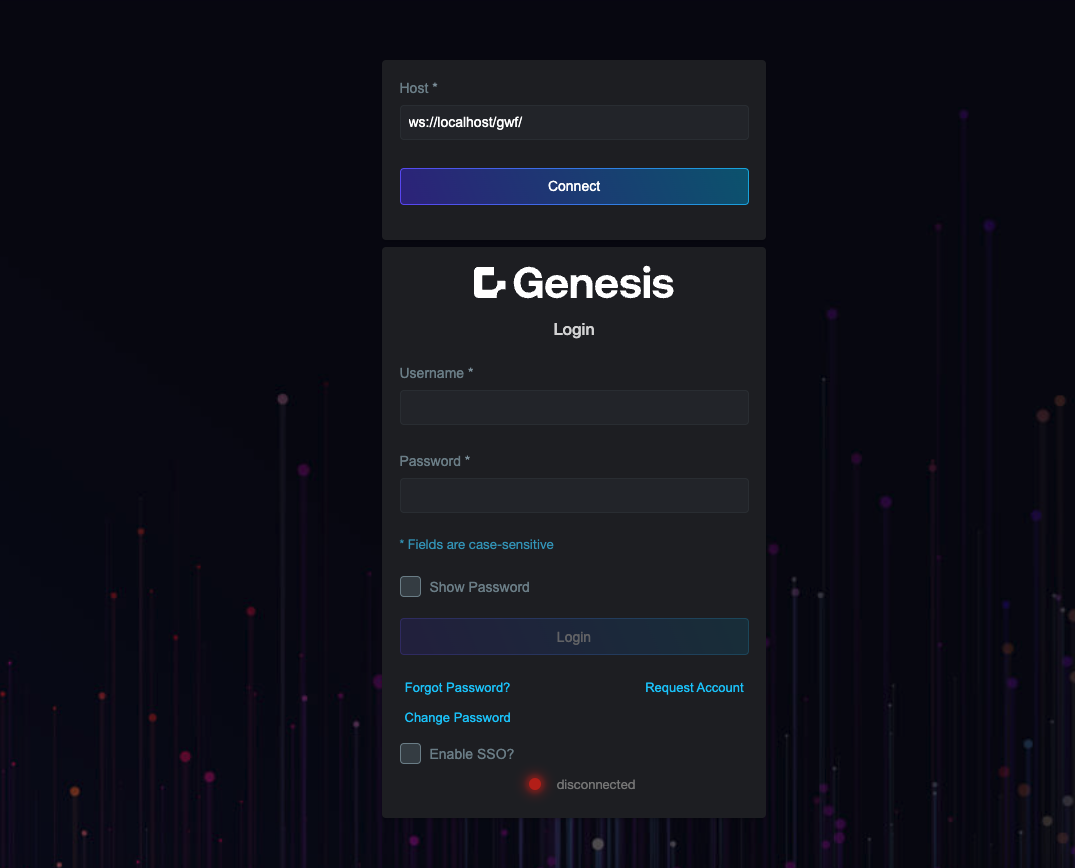 Host *
ws://localhost/gwf/
Connect
Genesis
Login
Username *
Password *
* Fields are case-sensitive
Show Password
Login
Forgot Password? Request Account
Change Password
Enable SSO?
disconnected